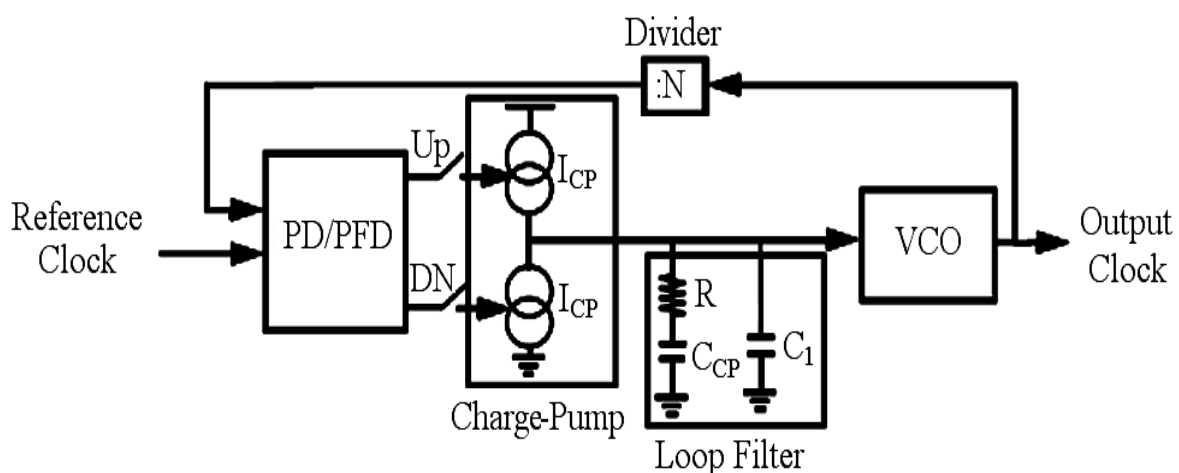 Divider
:N
Up
I_CP
Reference
Clock
PD/PFD
VCO
Output
Clock
DN
I_CP
R
C_CP
C_1
Charge-Pump
Loop Filter